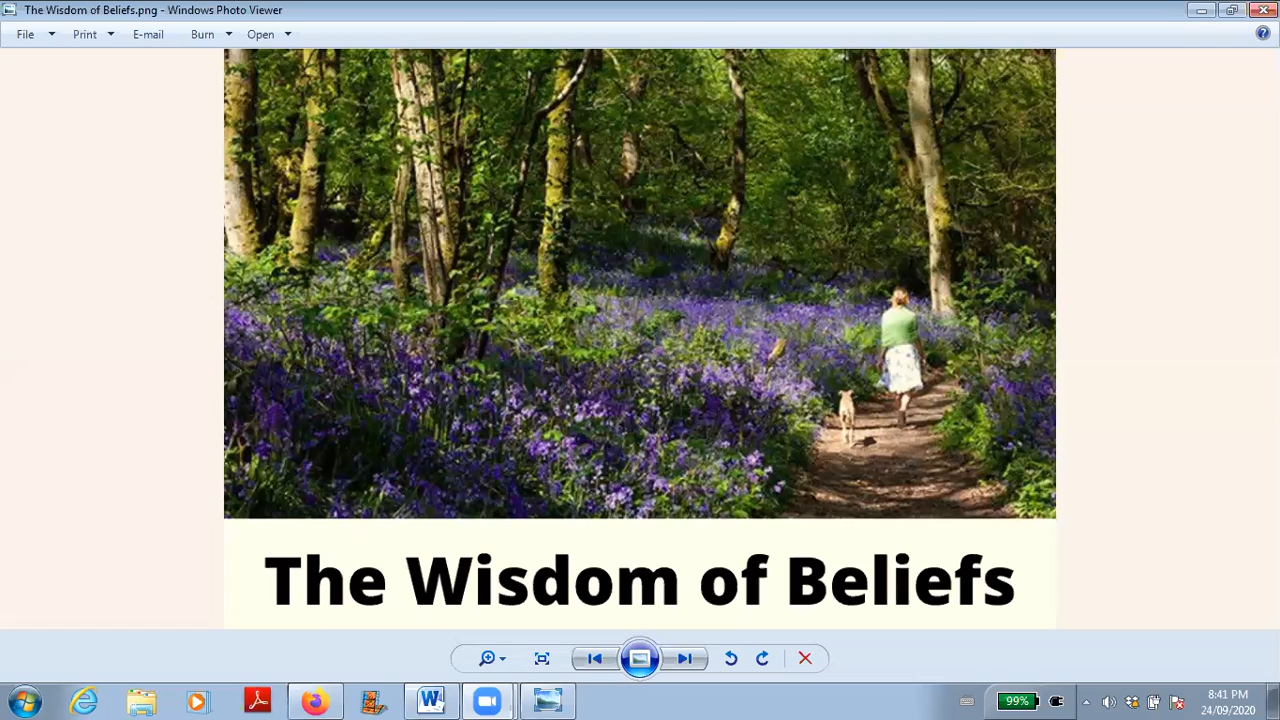 The Wisdom of Beliefs.png - Windows Photo Viewer
File Print E-mail Burn Open
The Wisdom of Beliefs
99%
8:41 PM
24/09/2020